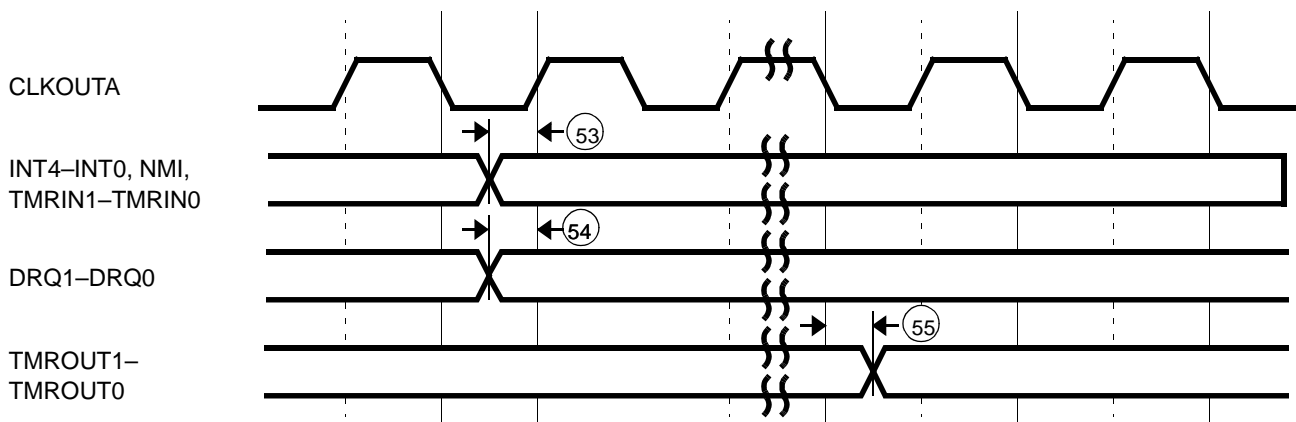 CLKOUTA
53
INT4–INT0, NMI,
TMRIN1–TMRIN0
54
DRQ1–DRQ0
55
TMROUT1–
TMROUT0